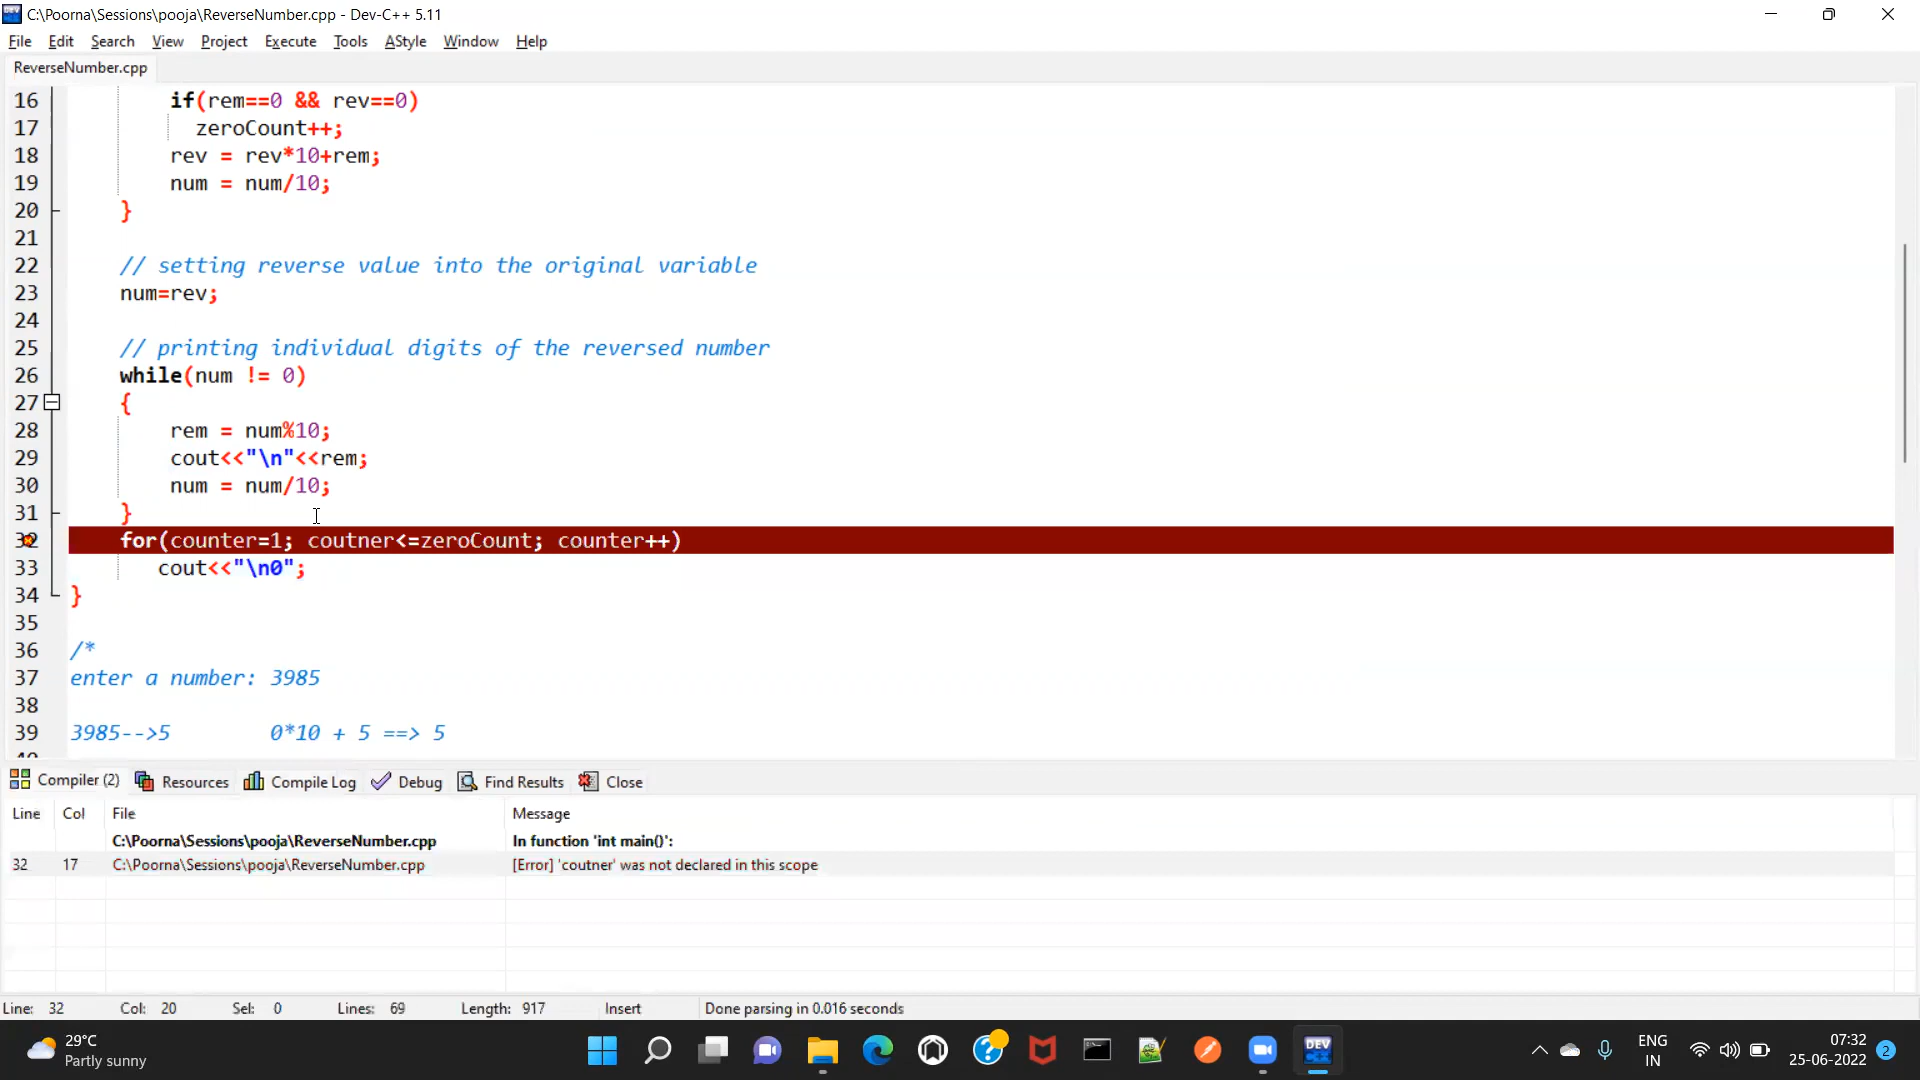 C:\Poorna\Sessions\pooja\ReverseNumber.cpp - Dev-C++ 5.11
File Edit Search View Project Execute Tools AStyle Window Help
ReverseNumber.cpp
16 if(rem==0 && rev==0)
17 zeroCount++;
18 rev = rev*10+rem;
19 num = num/10;
20 }
21
22 // setting reverse value into the original variable
23 num=rev;
24
25 // printing individual digits of the reversed number
26 while(num != 0)
27 {
28 rem = num%10;
29 cout<<"\n"<<rem;
30 num = num/10;
31 }
32 for(counter=1; coutner<=zeroCount; counter++)
33 cout<<"\n0";
34 }
35
36 /*
37 enter a number: 3985
38
39 3985-->5 0*10 + 5 ==> 5
Compiler (2) Resources Compile Log Debug Find Results Close
Line Col File Message
C:\Poorna\Sessions\pooja\ReverseNumber.cpp In function 'int main()':
32 17 C:\Poorna\Sessions\pooja\ReverseNumber.cpp [Error] 'coutner' was not declared in this scope
Line: 32 Col: 20 Sel: 0 Lines: 69 Length: 917 Insert Done parsing in 0.016 seconds
29°C
Partly sunny
DEV
ENG
IN
07:32
25-06-2022
2